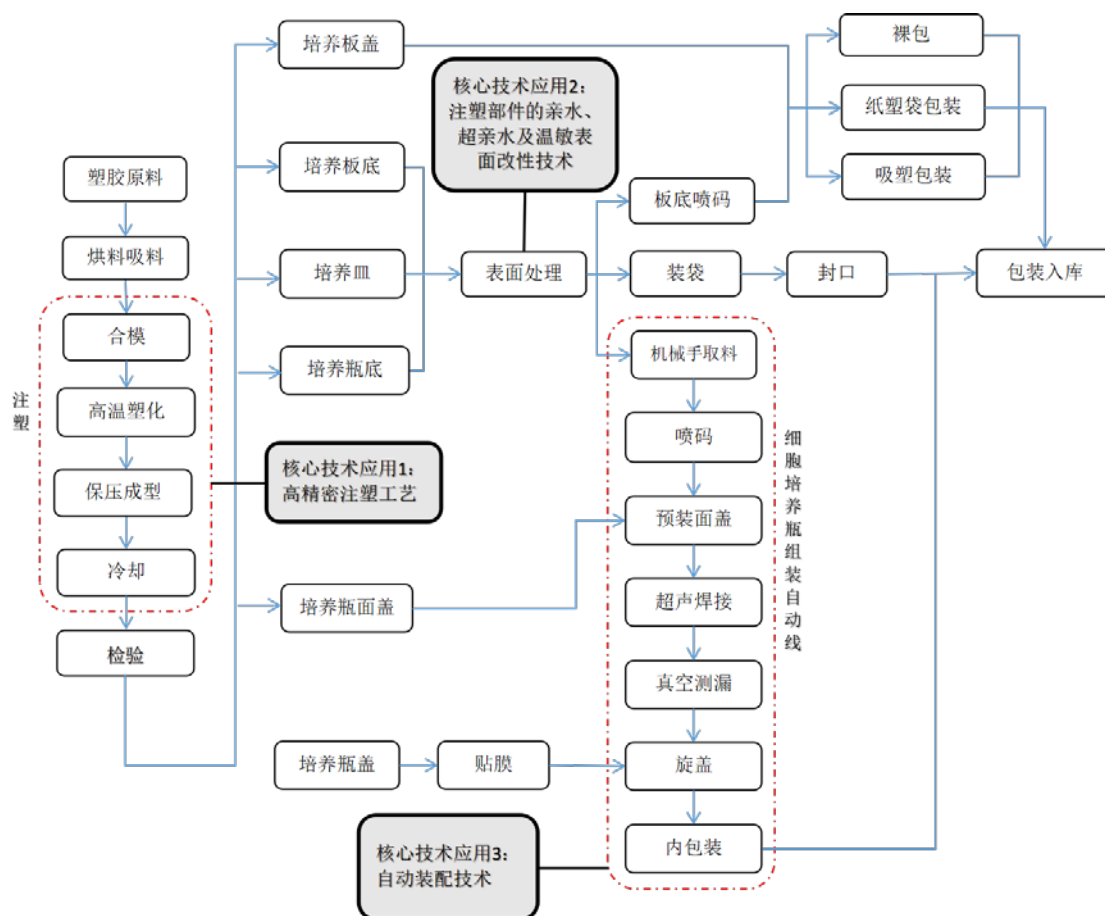 塑胶原料
烘料吸料
注塑
合模
高温塑化
保压成型
冷却
检验
核心技术应用1：
高精密注塑工艺
培养板盖
培养板底
培养皿
培养瓶底
培养瓶面盖
培养瓶盖
贴膜
核心技术应用2：
注塑部件的亲水、
超亲水及温敏表
面改性技术
表面处理
板底喷码
装袋
封口
裸包
纸塑袋包装
吸塑包装
包装入库
机械手取料
喷码
预装面盖
超声焊接
真空测漏
旋盖
内包装
细胞培养瓶组装自动线
核心技术应用3：
自动装配技术